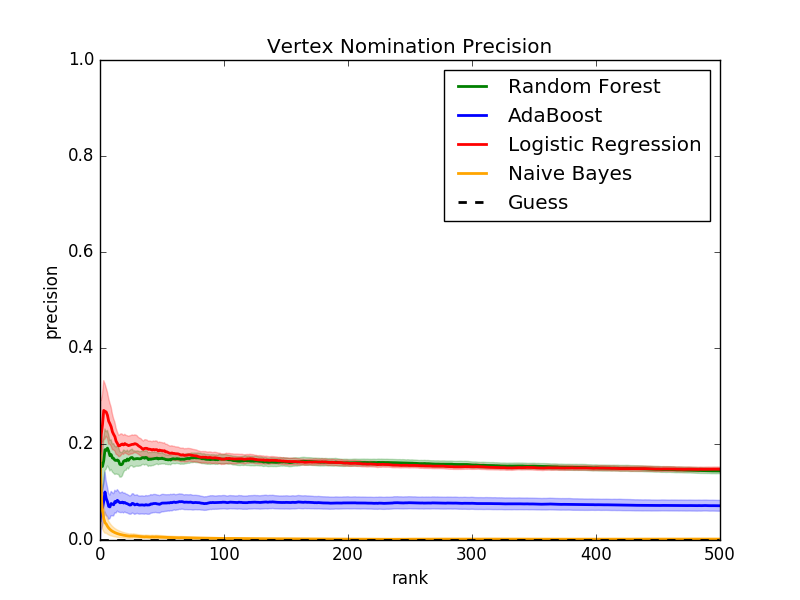 Vertex Nomination Precision
1.0
0.8
0.6
0.4
0.2
0.0
precision
Random Forest
AdaBoost
Logistic Regression
Naive Bayes
Guess
0 100 200 300 400 500
rank